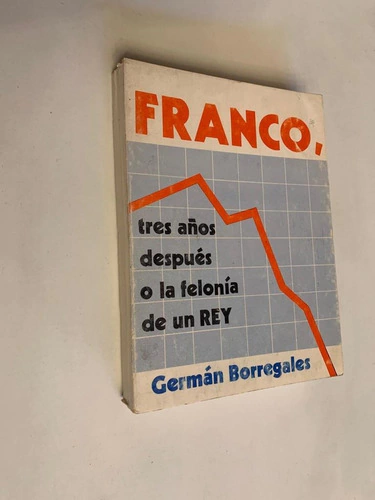 FRANCO,
tres años
después
o la felonía
de un REY
Germán Borregales